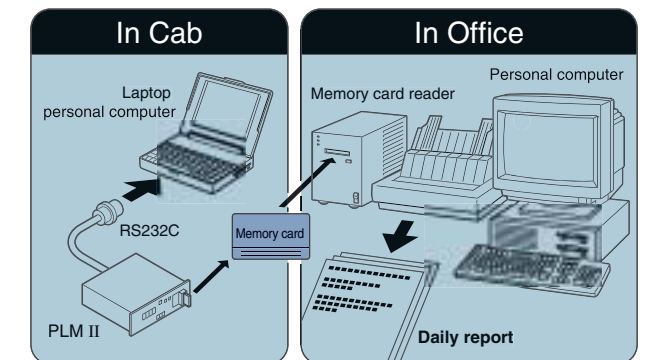 In Cab
In Office
Laptop
personal computer
RS232C
PLM II
Memory card
Memory card reader
Personal computer
Daily report